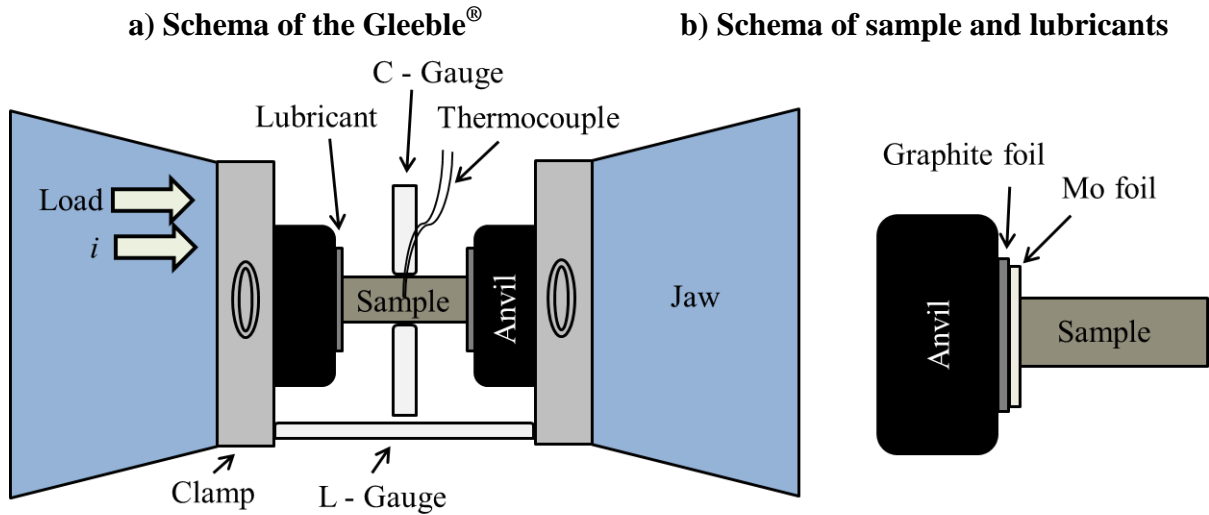 a) Schema of the Gleeble®
b) Schema of sample and lubricants
C - Gauge
Lubricant
Thermocouple
Load
i
Sample
Anvil
Jaw
Clamp
L - Gauge
Graphite foil
Mo foil
Anvil
Sample